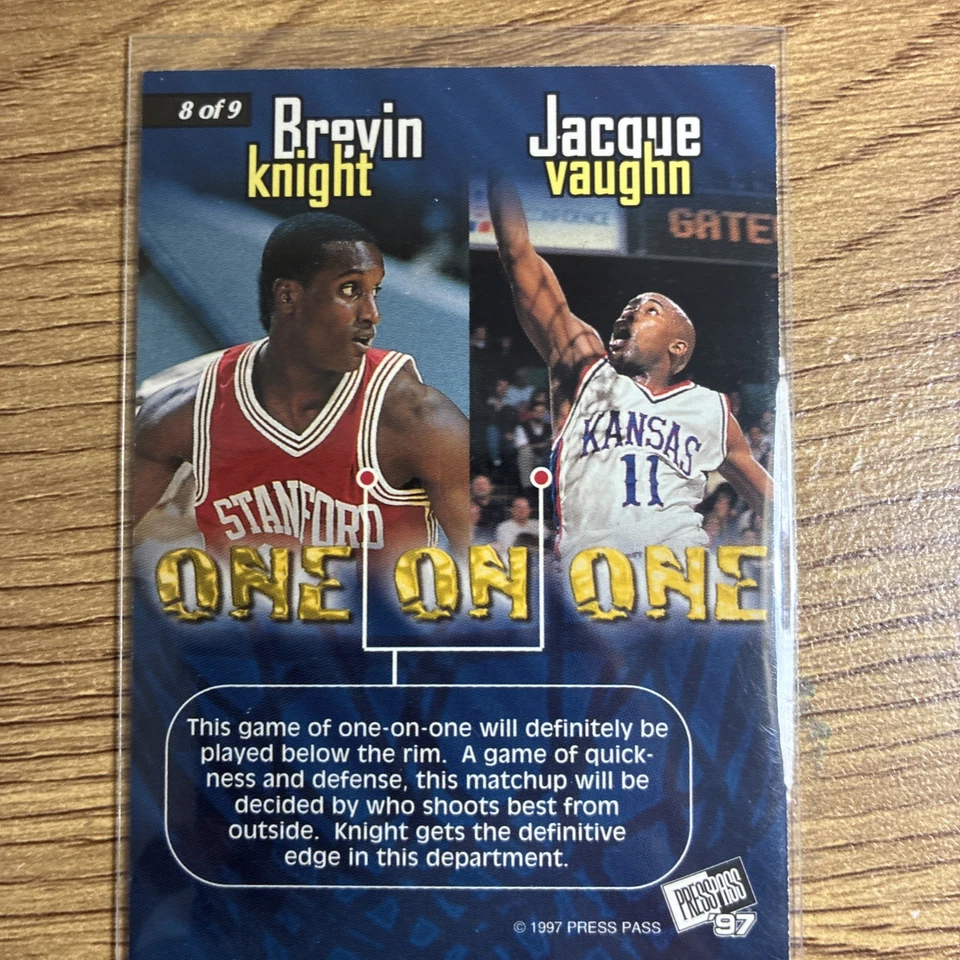 8 of 9
Brevin
knight
Jacque
vaughn
GATE
STANFORD
KANSAS
11
ONE ON ONE
This game of one-on-one will definitely be
played below the rim. A game of quick-
ness and defense, this matchup will be
decided by who shoots best from
outside. Knight gets the definitive
edge in this department.
© 1997 PRESS PASS
PRESS PASS
'97